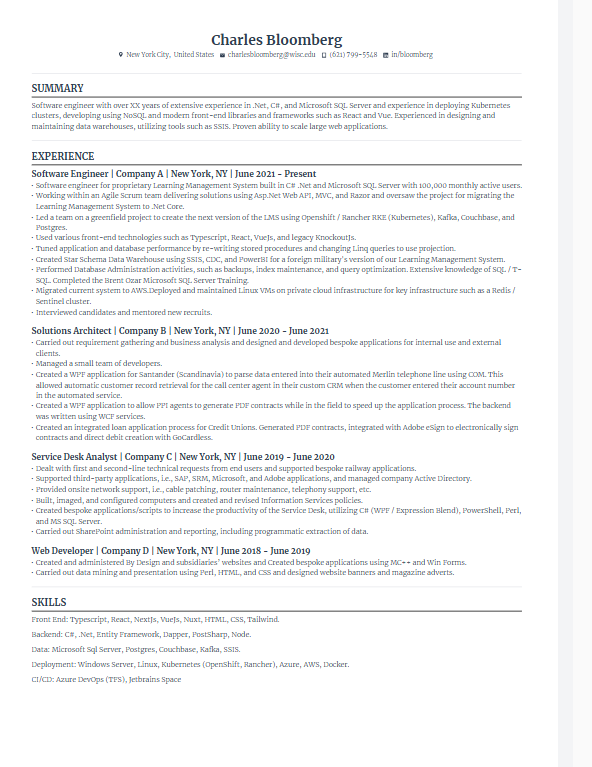 Charles Bloomberg
New York City, United States charlesbloomberg@wisc.edu (621) 799-5548 in/bloomberg
SUMMARY
Software engineer with over XX years of extensive experience in .Net, C#, and Microsoft SQL Server and experience in deploying Kubernetes
clusters, developing using NoSQL and modern front-end libraries and frameworks such as React and Vue. Experienced in designing and
maintaining data warehouses, utilizing tools such as SSIS. Proven ability to scale large web applications.
EXPERIENCE
Software Engineer | Company A | New York, NY | June 2021 - Present
· Software engineer for proprietary Learning Management System built in C# .Net and Microsoft SQL Server with 100,000 monthly active users.
· Working within an Agile Scrum team delivering solutions using Asp.Net Web API, MVC, and Razor and oversaw the project for migrating the
Learning Management System to .Net Core.
· Led a team on a greenfield project to create the next version of the LMS using Openshift / Rancher RKE (Kubernetes), Kafka, Couchbase, and
Postgres.
· Used various front-end technologies such as Typescript, React, VueJs, and legacy KnockoutJs.
· Tuned application and database performance by re-writing stored procedures and changing Linq queries to use projection.
· Created Star Schema Data Warehouse using SSIS, CDC, and PowerBI for a foreign military's version of our Learning Management System.
· Performed Database Administration activities, such as backups, index maintenance, and query optimization. Extensive knowledge of SQL / T-
SQL. Completed the Brent Ozar Microsoft SQL Server Training.
· Migrated current system to AWS.Deployed and maintained Linux VMs on private cloud infrastructure for key infrastructure such as a Redis /
Sentinel cluster.
· Interviewed candidates and mentored new recruits.
Solutions Architect | Company B | New York, NY | June 2020 - June 2021
· Carried out requirement gathering and business analysis and designed and developed bespoke applications for internal use and external
clients.
· Managed a small team of developers.
· Created a WPF application for Santander (Scandinavia) to parse data entered into their automated Merlin telephone line using COM. This
allowed automatic customer record retrieval for the call center agent in their custom CRM when the customer entered their account number
in the automated service.
· Created a WPF application to allow PPI agents to generate PDF contracts while in the field to speed up the application process. The backend
was written using WCF services.
· Created an integrated loan application process for Credit Unions. Generated PDF contracts, integrated with Adobe eSign to electronically sign
contracts and direct debit creation with GoCardless.
Service Desk Analyst | Company C | New York, NY | June 2019 - June 2020
· Dealt with first and second-line technical requests from end users and supported bespoke railway applications.
· Supported third-party applications, i.e., SAP, SRM, Microsoft, and Adobe applications, and managed company Active Directory.
· Provided onsite network support, i.e., cable patching, router maintenance, telephony support, etc.
· Built, imaged, and configured computers and created and revised Information Services policies.
· Created bespoke applications/scripts to increase the productivity of the Service Desk, utilizing C# (WPF / Expression Blend), PowerShell, Perl,
and MS SQL Server.
· Carried out SharePoint administration and reporting, including programmatic extraction of data.
Web Developer | Company D | New York, NY | June 2018 - June 2019
· Created and administered By Design and subsidiaries' websites and Created bespoke applications using MC++ and Win Forms.
· Carried out data mining and presentation using Perl, HTML, and CSS and designed website banners and magazine adverts.
SKILLS
Front End: Typescript, React, NextJs, VueJs, Nuxt, HTML, CSS, Tailwind.
Backend: C#, .Net, Entity Framework, Dapper, PostSharp, Node.
Data: Microsoft Sql Server, Postgres, Couchbase, Kafka, SSIS.
Deployment: Windows Server, Linux, Kubernetes (OpenShift, Rancher), Azure, AWS, Docker.
CI/CD: Azure DevOps (TFS), Jetbrains Space